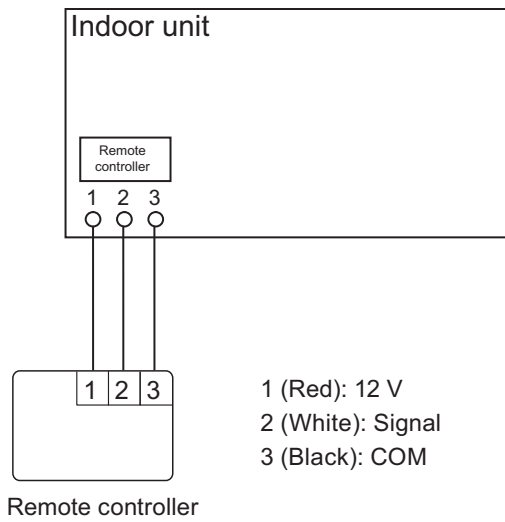 Indoor unit
Remote
controller
1 2 3
1 2 3
1 (Red): 12 V
2 (White): Signal
3 (Black): COM
Remote controller